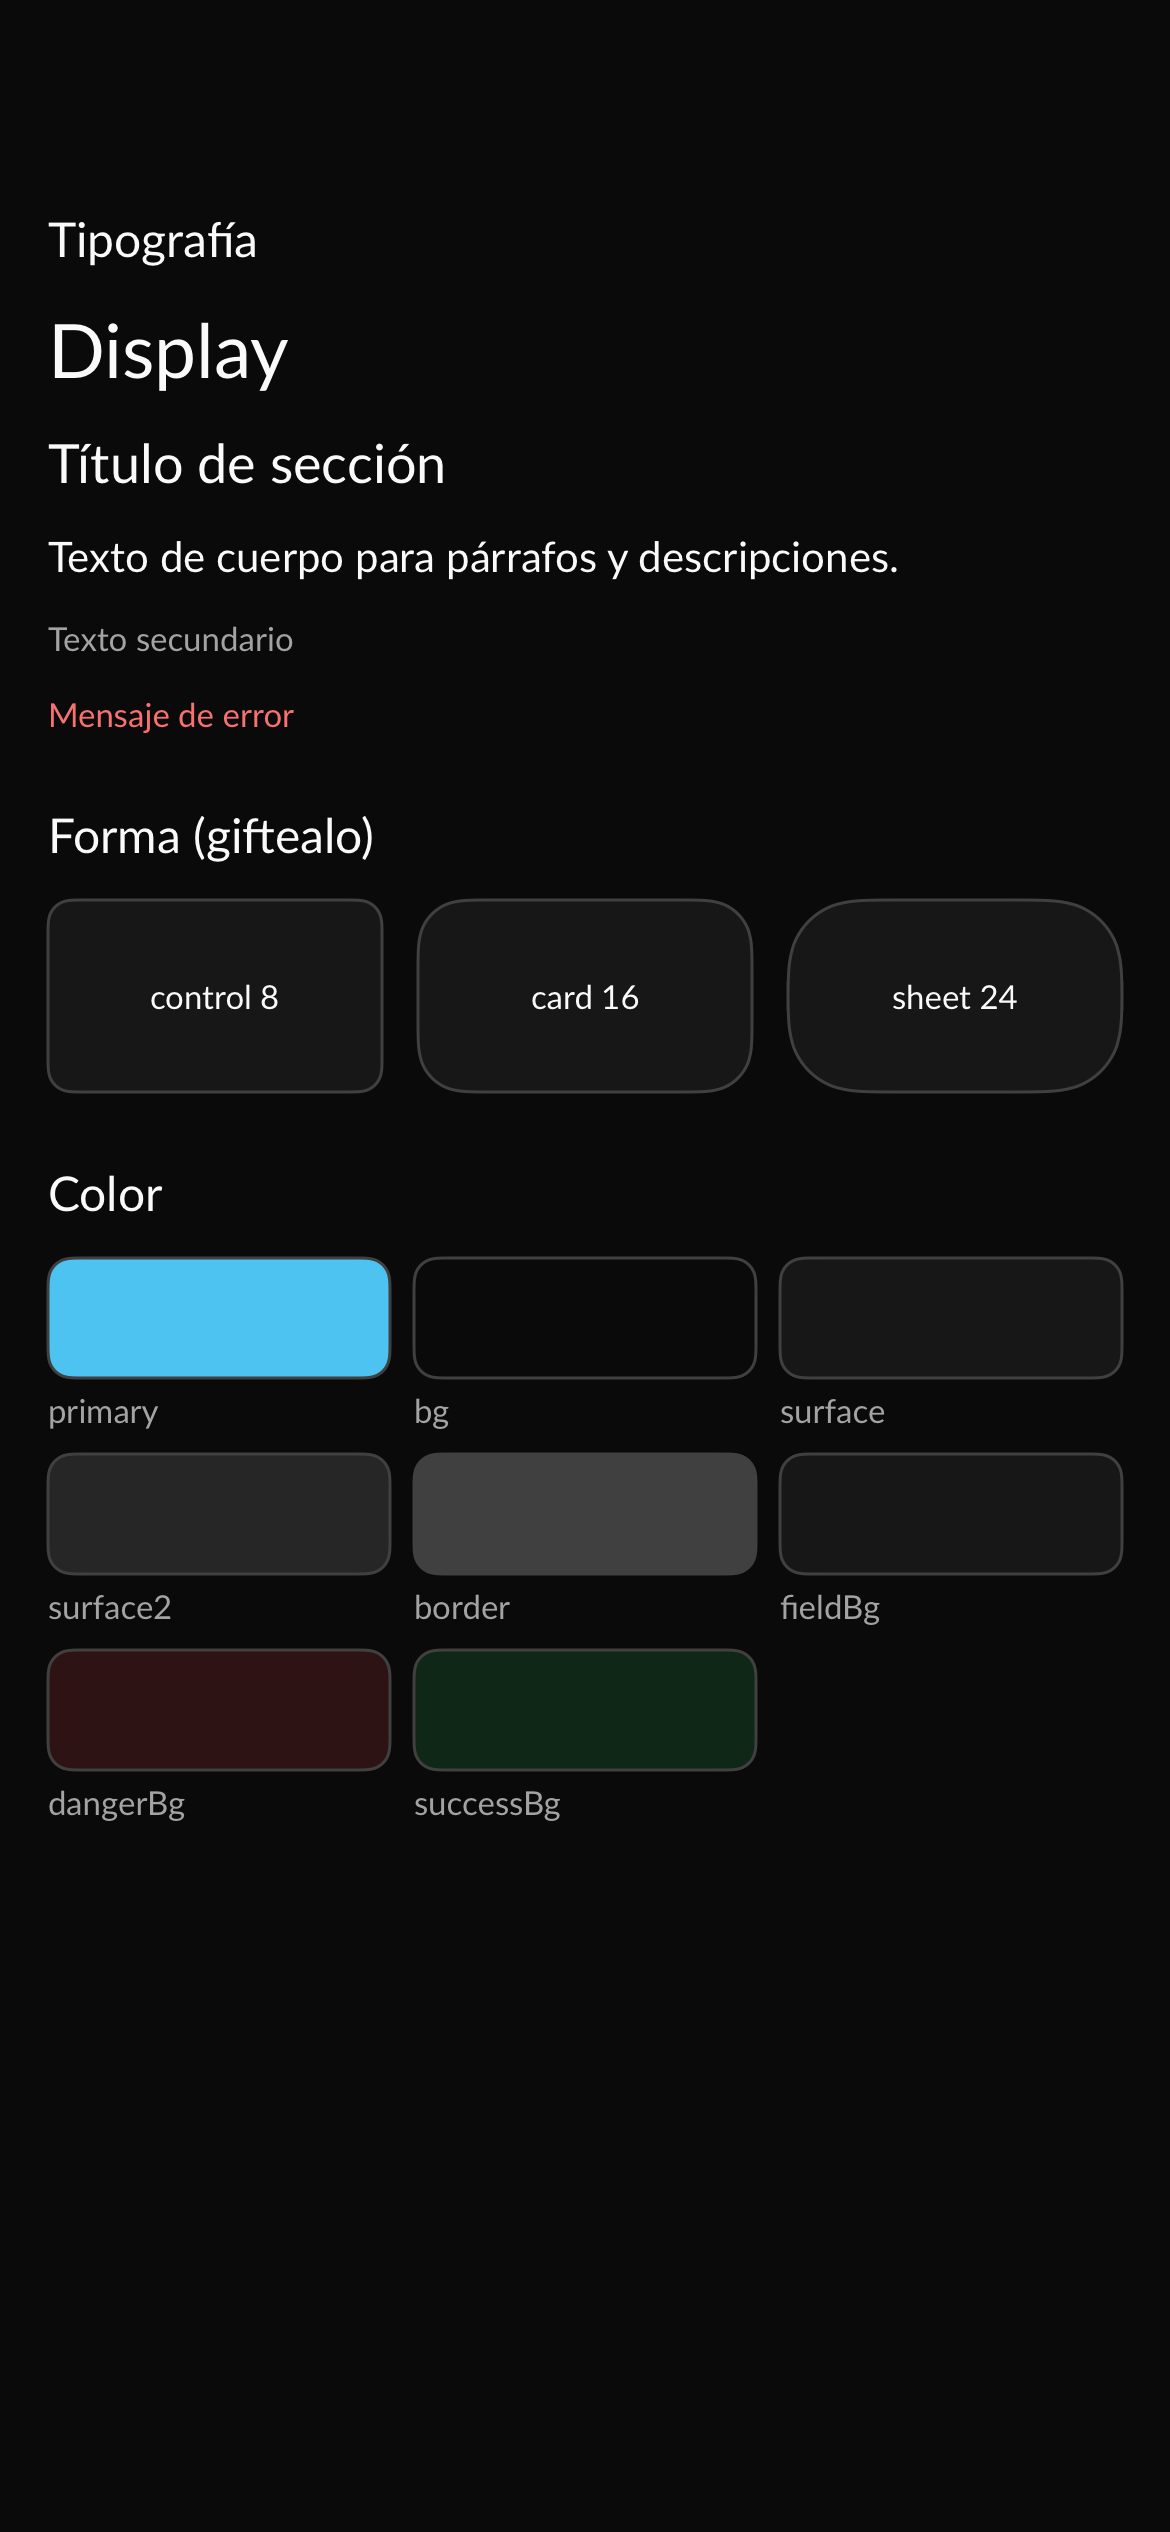 Tipografía
Display
Título de sección
Texto de cuerpo para párrafos y descripciones.
Texto secundario
Mensaje de error
Forma (giftealo)
control 8
card 16
sheet 24
Color
primary
bg
surface
surface2
border
fieldBg
dangerBg
successBg